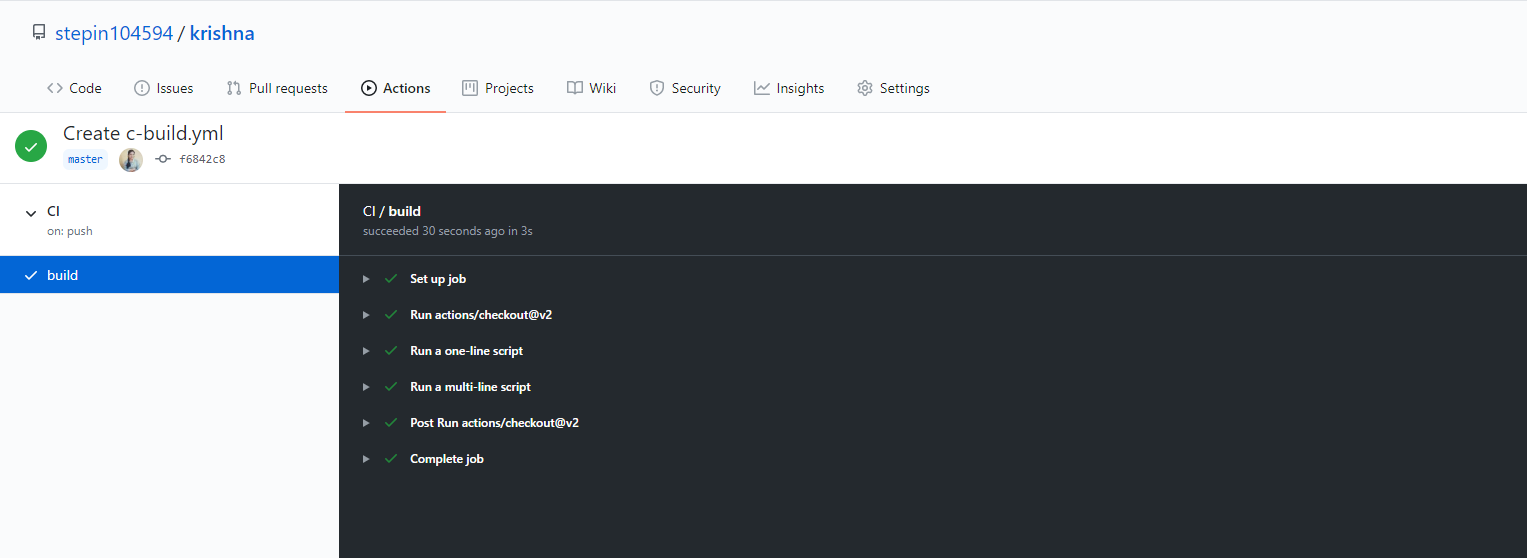 stepin104594 / krishna
Code Issues Pull requests Actions Projects Wiki Security Insights Settings
Create c-build.yml
master f6842c8
CI
on: push
build
CI / build
succeeded 30 seconds ago in 3s
Set up job
Run actions/checkout@v2
Run a one-line script
Run a multi-line script
Post Run actions/checkout@v2
Complete job